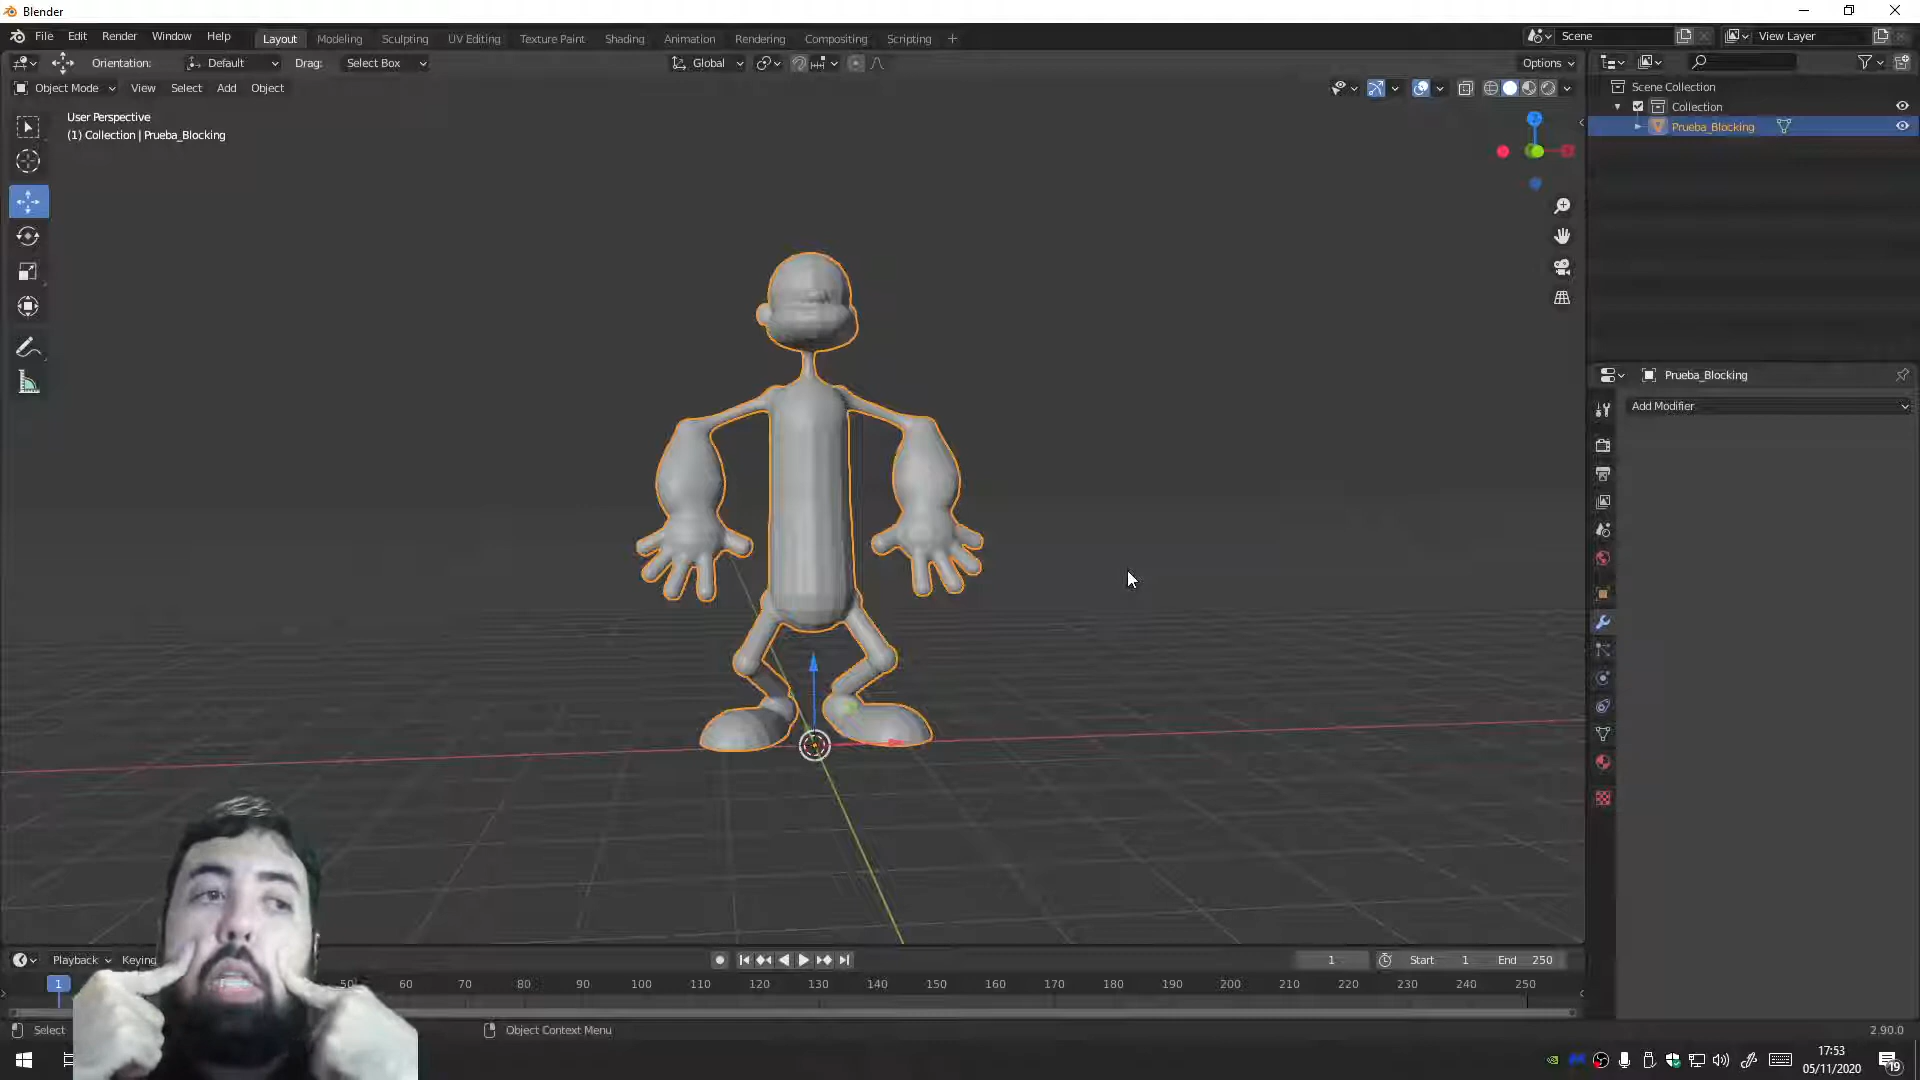 Blender
File Edit Render Window Help
Layout Modeling Sculpting UV Editing Texture Paint Shading Animation Rendering Compositing Scripting
Scene
View Layer
Orientation: Default Drag: Select Box
Global
Options
Object Mode View Select Add Object
User Perspective
(1) Collection | Prueba_Blocking
Z
Scene Collection
Collection
Prueba_Blocking
Prueba_Blocking
Add Modifier
Playback Keying
1 Start 1 End 250
1 50 60 70 80 90 100 110 120 130 140 150 160 170 180 190 200 210 220 230 240 250
Select Object Context Menu
2.90.0
17:53
05/11/2020
19